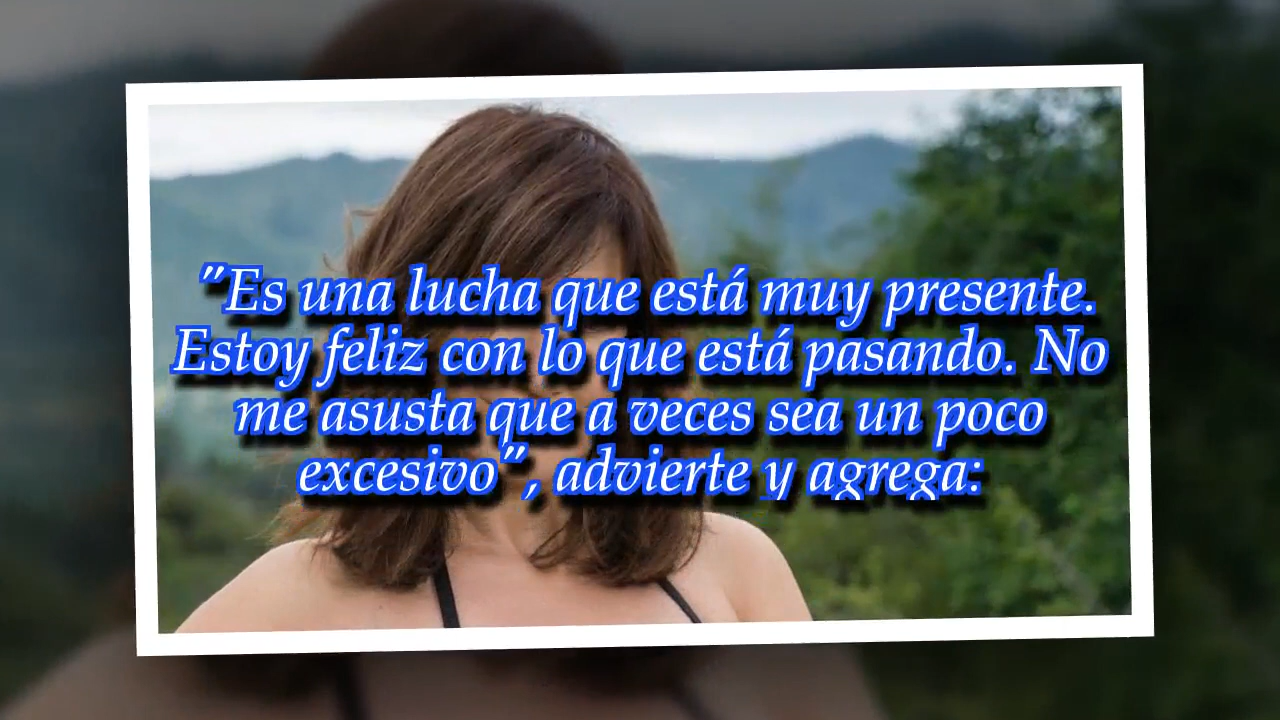 "Es una lucha que está muy presente.
Estoy feliz con lo que está pasando. No
me asusta que a veces sea un poco
excesivo", advierte y agrega: